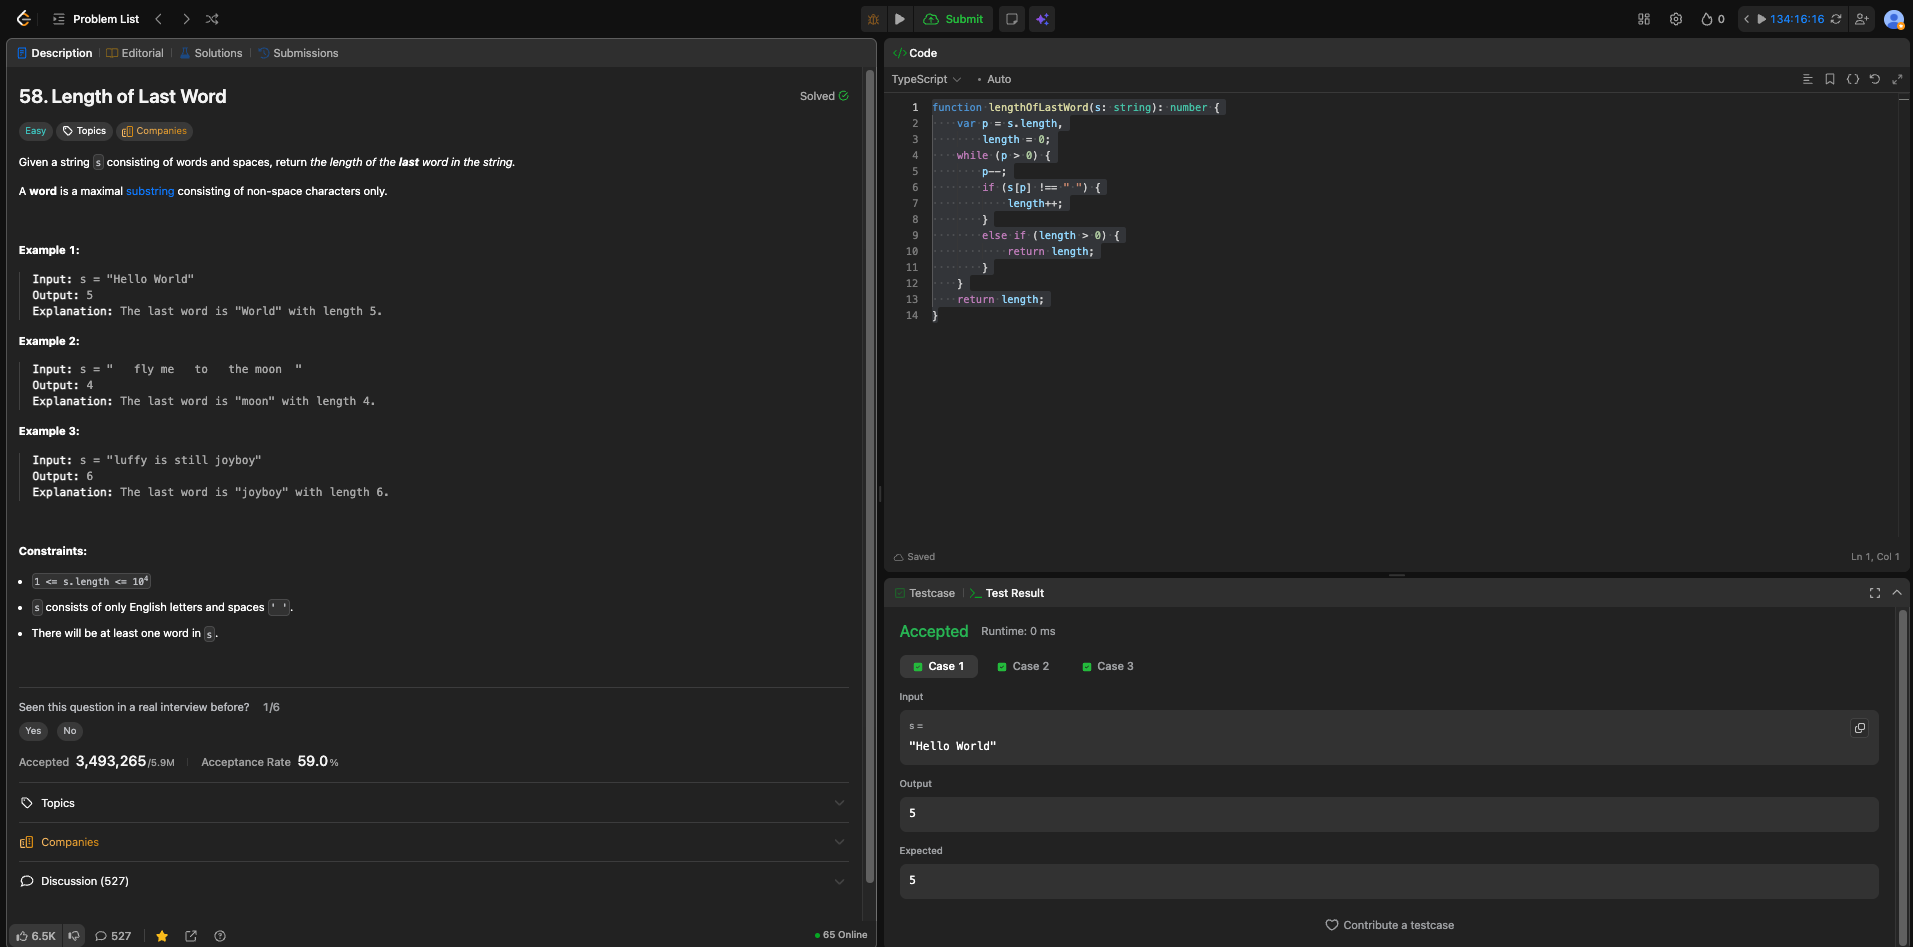 Problem List
Submit
0
134:16:16
Description
Editorial
Solutions
Submissions
58. Length of Last Word
Solved
Easy
Topics
Companies
Given a string s consisting of words and spaces, return the length of the last word in the string.
A word is a maximal substring consisting of non-space characters only.
Example 1:
Input: s = "Hello World"
Output: 5
Explanation: The last word is "World" with length 5.
Example 2:
Input: s = "   fly me   to   the moon  "
Output: 4
Explanation: The last word is "moon" with length 4.
Example 3:
Input: s = "luffy is still joyboy"
Output: 6
Explanation: The last word is "joyboy" with length 6.
Constraints:
• 1 <= s.length <= 10⁴
• s consists of only English letters and spaces ' '.
• There will be at least one word in s.
Seen this question in a real interview before? 1/6
Yes
No
Accepted 3,493,265/5.9M
Acceptance Rate 59.0%
Topics
Companies
Discussion (527)
6.5K
527
65 Online
</> Code
TypeScript
• Auto
1 function lengthOfLastWord(s: string): number {
2     var p = s.length,
3         length = 0;
4     while (p > 0) {
5         p--;
6         if (s[p] !== " ") {
7             length++;
8         }
9         else if (length > 0) {
10             return length;
11         }
12     }
13     return length;
14 }
Saved
Ln 1, Col 1
Testcase
>_ Test Result
Accepted
Runtime: 0 ms
Case 1
Case 2
Case 3
Input
s =
"Hello World"
Output
5
Expected
5
Contribute a testcase